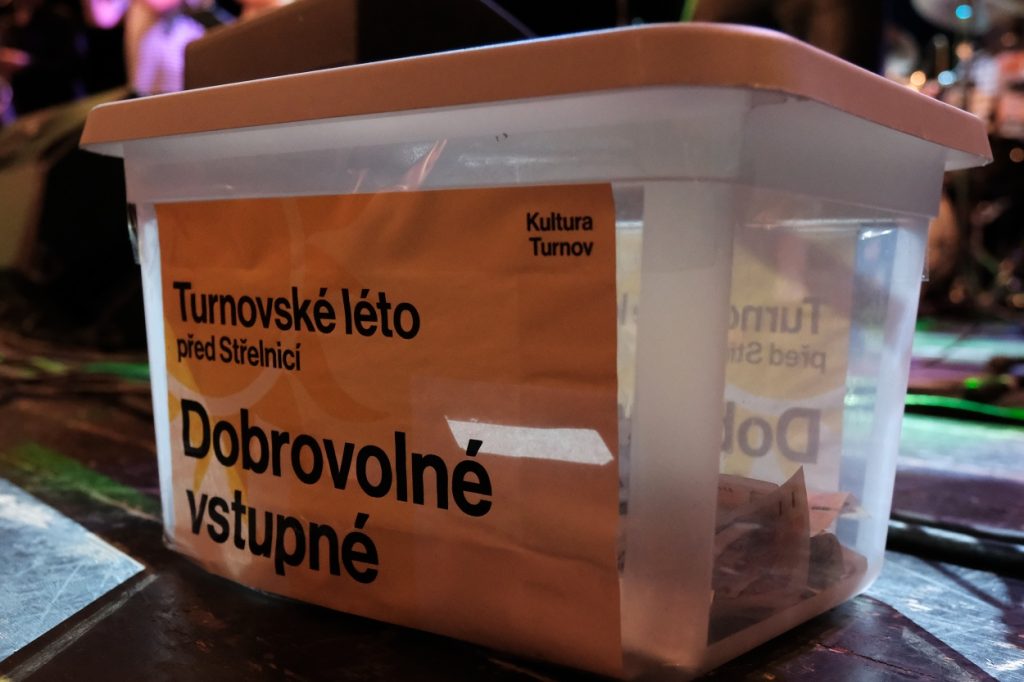 Kultura
Turnov
Turnovské léto
před Střelnicí
Dobrovolné
vstupné